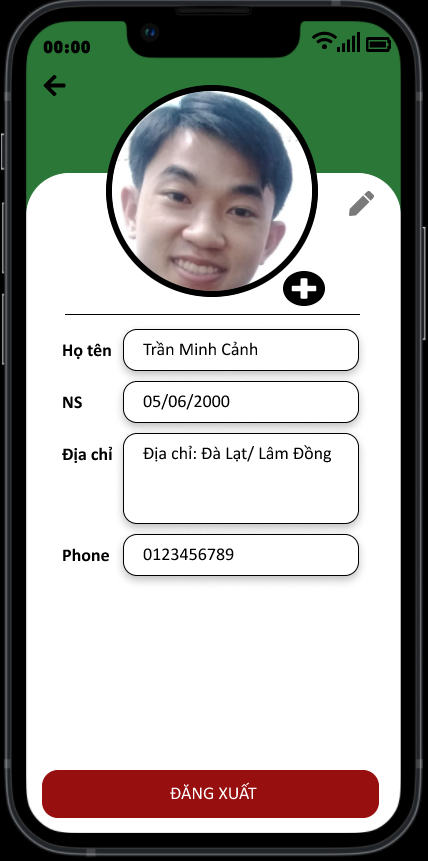 00:00
Họ tên
Trần Minh Cảnh
NS
05/06/2000
Địa chỉ
Địa chỉ: Đà Lạt/ Lâm Đồng
Phone
0123456789
ĐĂNG XUẤT